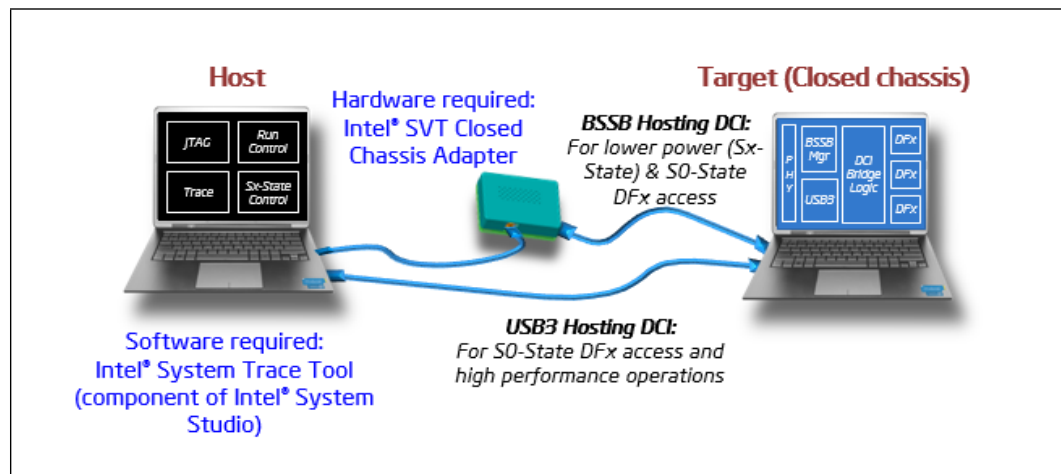 Host
Target (Closed chassis)
Hardware required:
Intel® SVT Closed
Chassis Adapter
BSSB Hosting DCI:
For lower power (Sx-
State) & S0-State
DFx access
JTAG
Run
Control
Trace
Sx-State
Control
P
H
Y
BSSB
Mgr
USB3
DCI
Bridge
Logic
DFx
DFx
DFx
USB3 Hosting DCI:
For S0-State DFx access and
high performance operations
Software required:
Intel® System Trace Tool
(component of Intel® System
Studio)